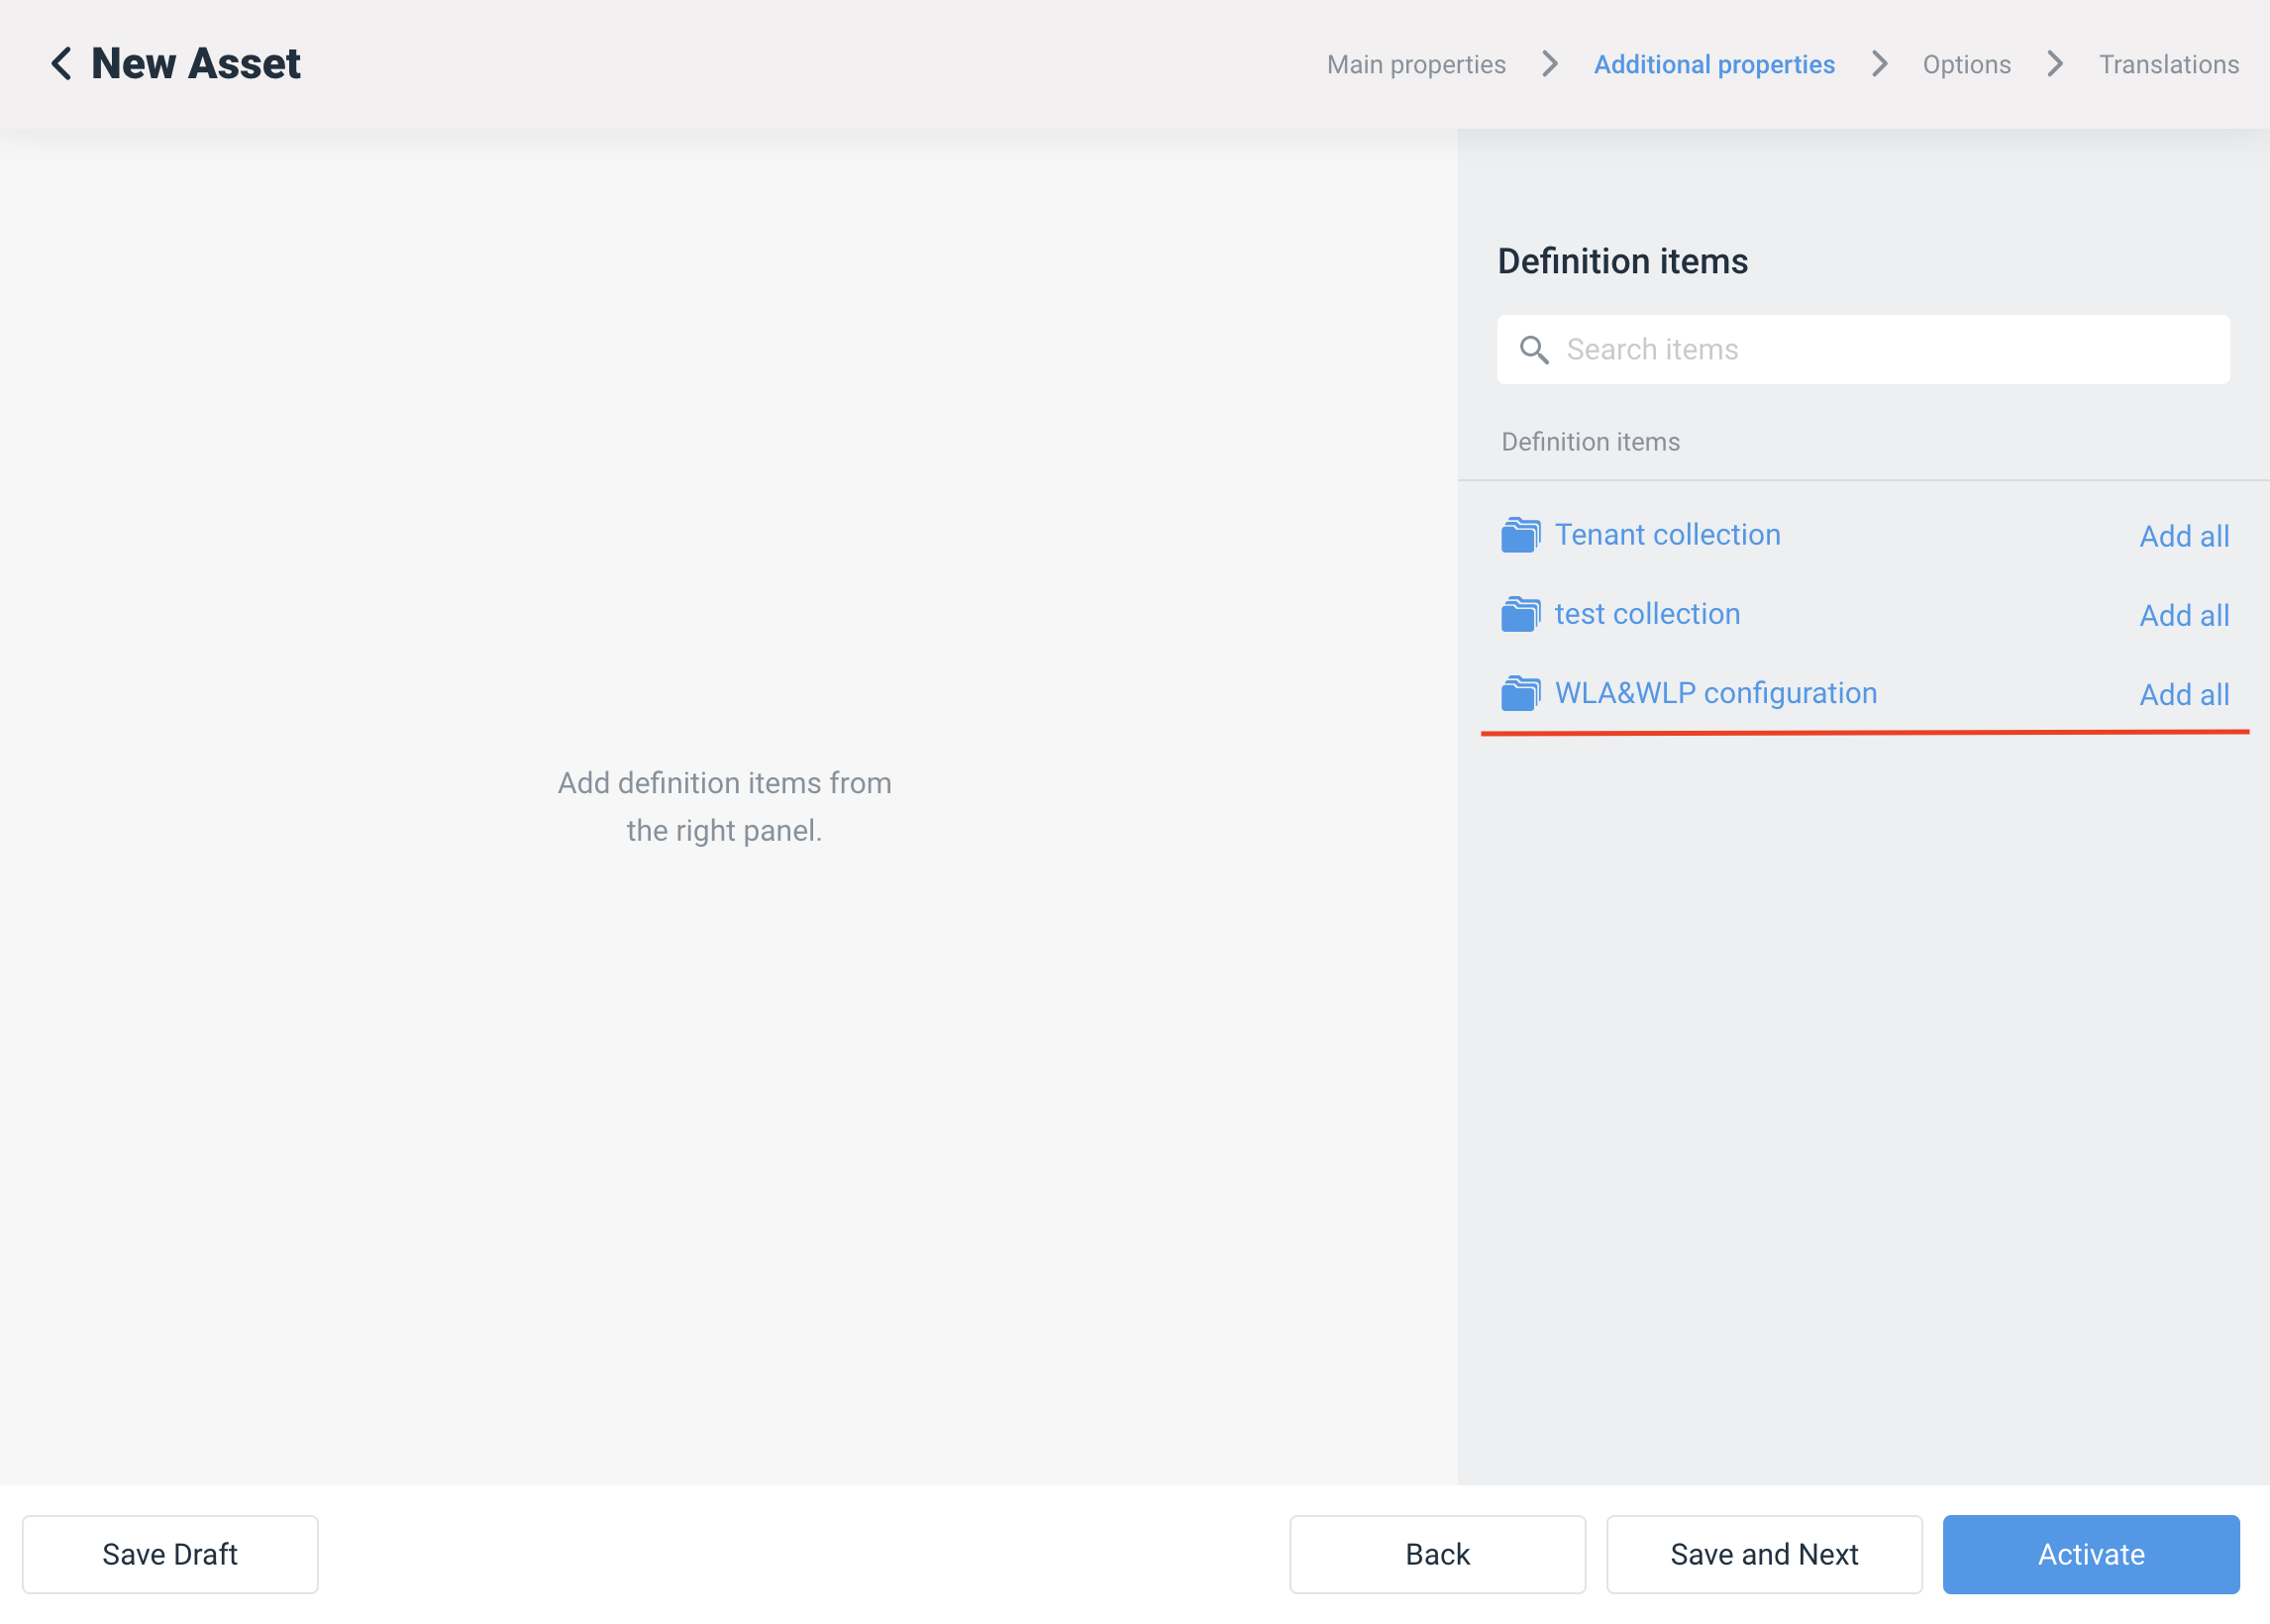 New Asset
Main properties
Additional properties
Options
Translations
Definition items
Search items
Definition items
Tenant collection
Add all
test collection
Add all
WLA&WLP configuration
Add all
Add definition items from
the right panel.
Save Draft
Back
Save and Next
Activate